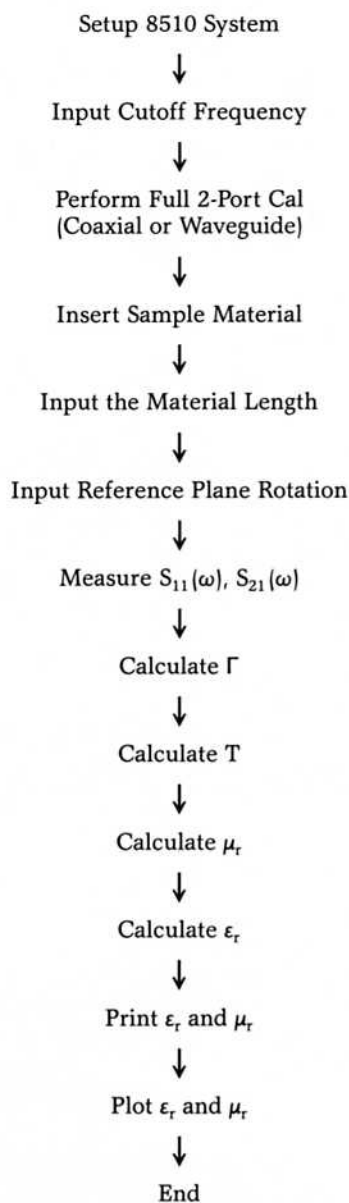 Setup 8510 System
↓
Input Cutoff Frequency
↓
Perform Full 2-Port Cal
(Coaxial or Waveguide)
↓
Insert Sample Material
↓
Input the Material Length
↓
Input Reference Plane Rotation
↓
Measure S₁₁(ω), S₂₁(ω)
↓
Calculate Γ
↓
Calculate T
↓
Calculate μᵣ
↓
Calculate εᵣ
↓
Print εᵣ and μᵣ
↓
Plot εᵣ and μᵣ
↓
End